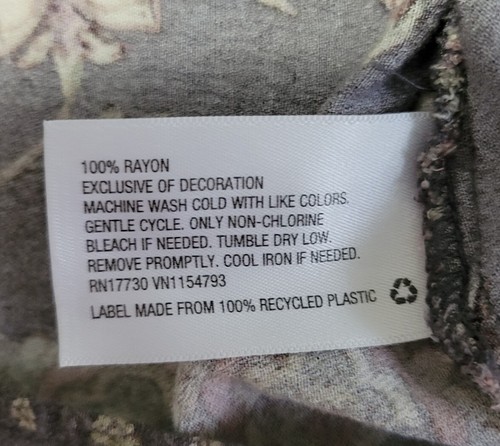 100% RAYON
EXCLUSIVE OF DECORATION
MACHINE WASH COLD WITH LIKE COLORS.
GENTLE CYCLE. ONLY NON-CHLORINE
BLEACH IF NEEDED. TUMBLE DRY LOW.
REMOVE PROMPTLY. COOL IRON IF NEEDED.
RN17730 VN1154793
LABEL MADE FROM 100% RECYCLED PLASTIC